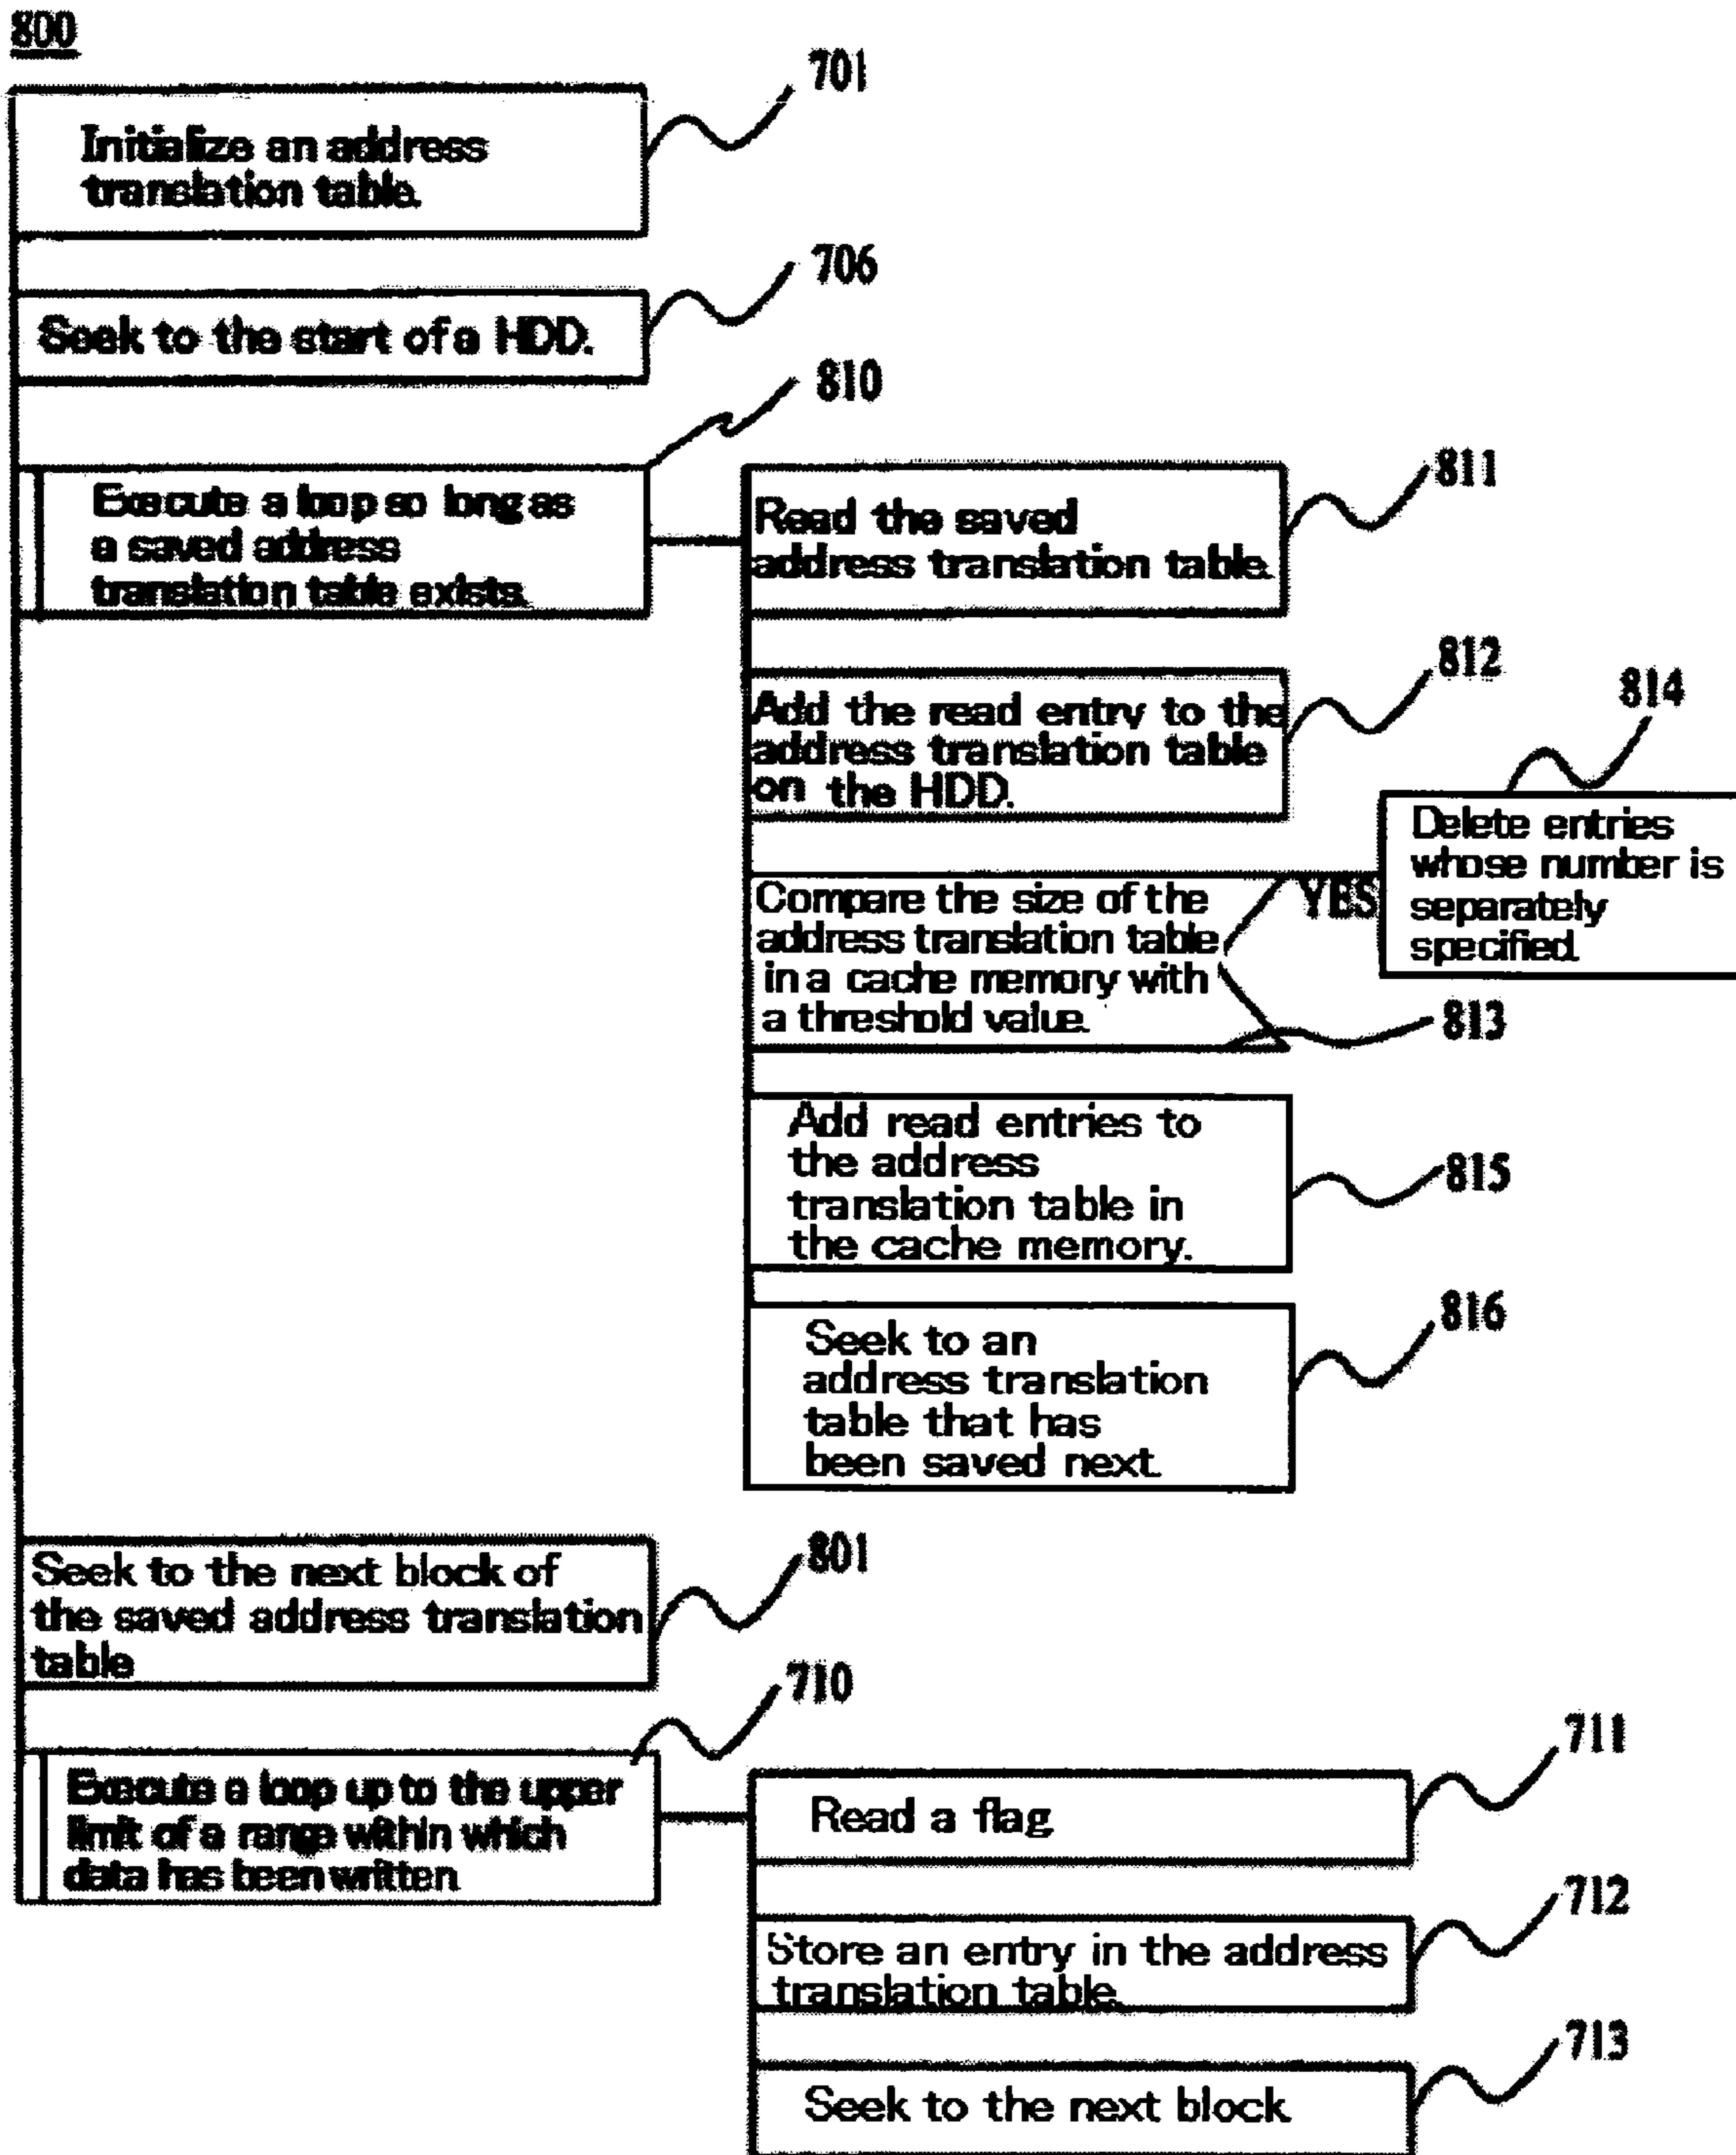 800
701
Initialize an address
translation table.
706
Seek to the start of a HDD.
810
Execute a loop so long as
a saved address
translation table exists.
811
Read the saved
address translation table.
812
Add the read entry to the
address translation table
on the HDD.
814
Delete entries
whose number is
separately
specified.
YES
Compare the size of the
address translation table
in a cache memory with
a threshold value.
813
Add read entries to
the address
translation table in
the cache memory.
815
816
Seek to an
address translation
table that has
been saved next.
801
Seek to the next block of
the saved address translation
table
710
Execute a loop up to the upper
limit of a range within which
data has been written
711
Read a flag.
712
Store an entry in the address
translation table.
713
Seek to the next block.